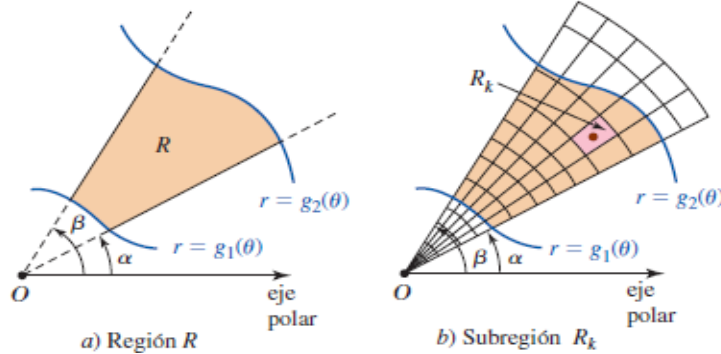 R
r = g₂(θ)
β
α
r = g₁(θ)
O
eje
polar
a) Región R
Rₖ
r = g₂(θ)
β
α
r = g₁(θ)
O
eje
polar
b) Subregión Rₖ